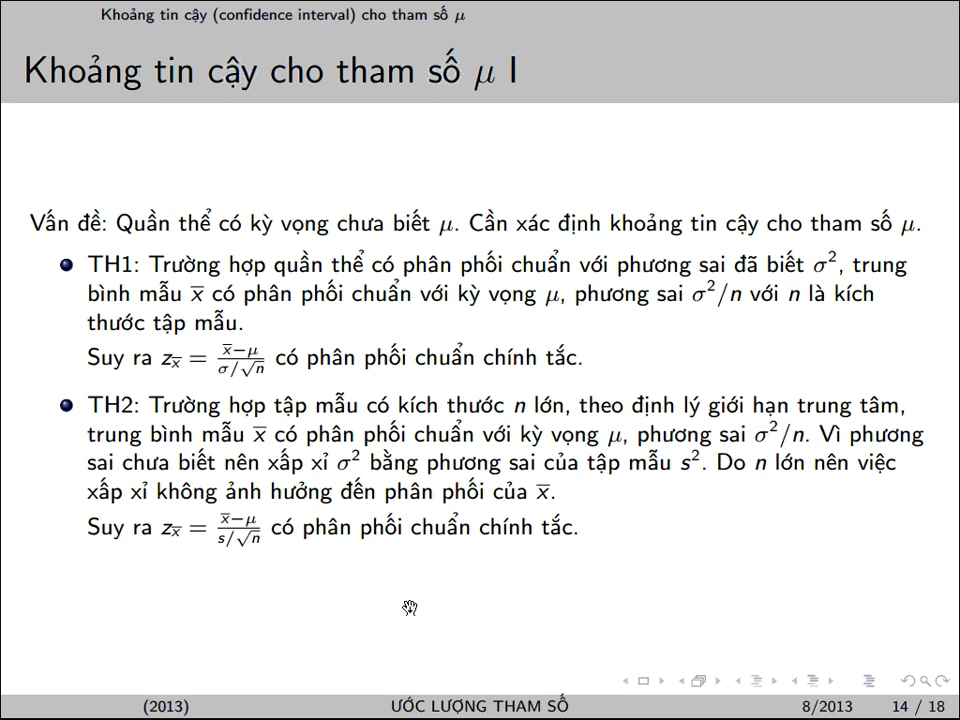 Khoảng tin cậy (confidence interval) cho tham số μ
Khoảng tin cậy cho tham số μ I
Vấn đề: Quần thể có kỳ vọng chưa biết μ. Cần xác định khoảng tin cậy cho tham số μ.
TH1: Trường hợp quần thể có phân phối chuẩn với phương sai đã biết σ², trung
bình mẫu x̅ có phân phối chuẩn với kỳ vọng μ, phương sai σ²/n với n là kích
thước tập mẫu.
Suy ra z_x̅ = (x̅−μ)/(σ/√n) có phân phối chuẩn chính tắc.
TH2: Trường hợp tập mẫu có kích thước n lớn, theo định lý giới hạn trung tâm,
trung bình mẫu x̅ có phân phối chuẩn với kỳ vọng μ, phương sai σ²/n. Vì phương
sai chưa biết nên xấp xỉ σ² bằng phương sai của tập mẫu s². Do n lớn nên việc
xấp xỉ không ảnh hưởng đến phân phối của x̅.
Suy ra z_x̅ = (x̅−μ)/(s/√n) có phân phối chuẩn chính tắc.
(2013) ƯỚC LƯỢNG THAM SỐ 8/2013 14 / 18